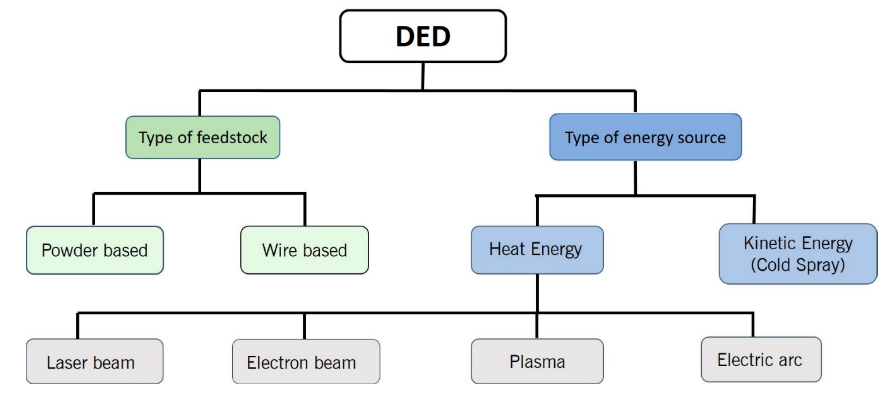 DED
Type of feedstock
Type of energy source
Powder based
Wire based
Heat Energy
Kinetic Energy
(Cold Spray)
Laser beam
Electron beam
Plasma
Electric arc